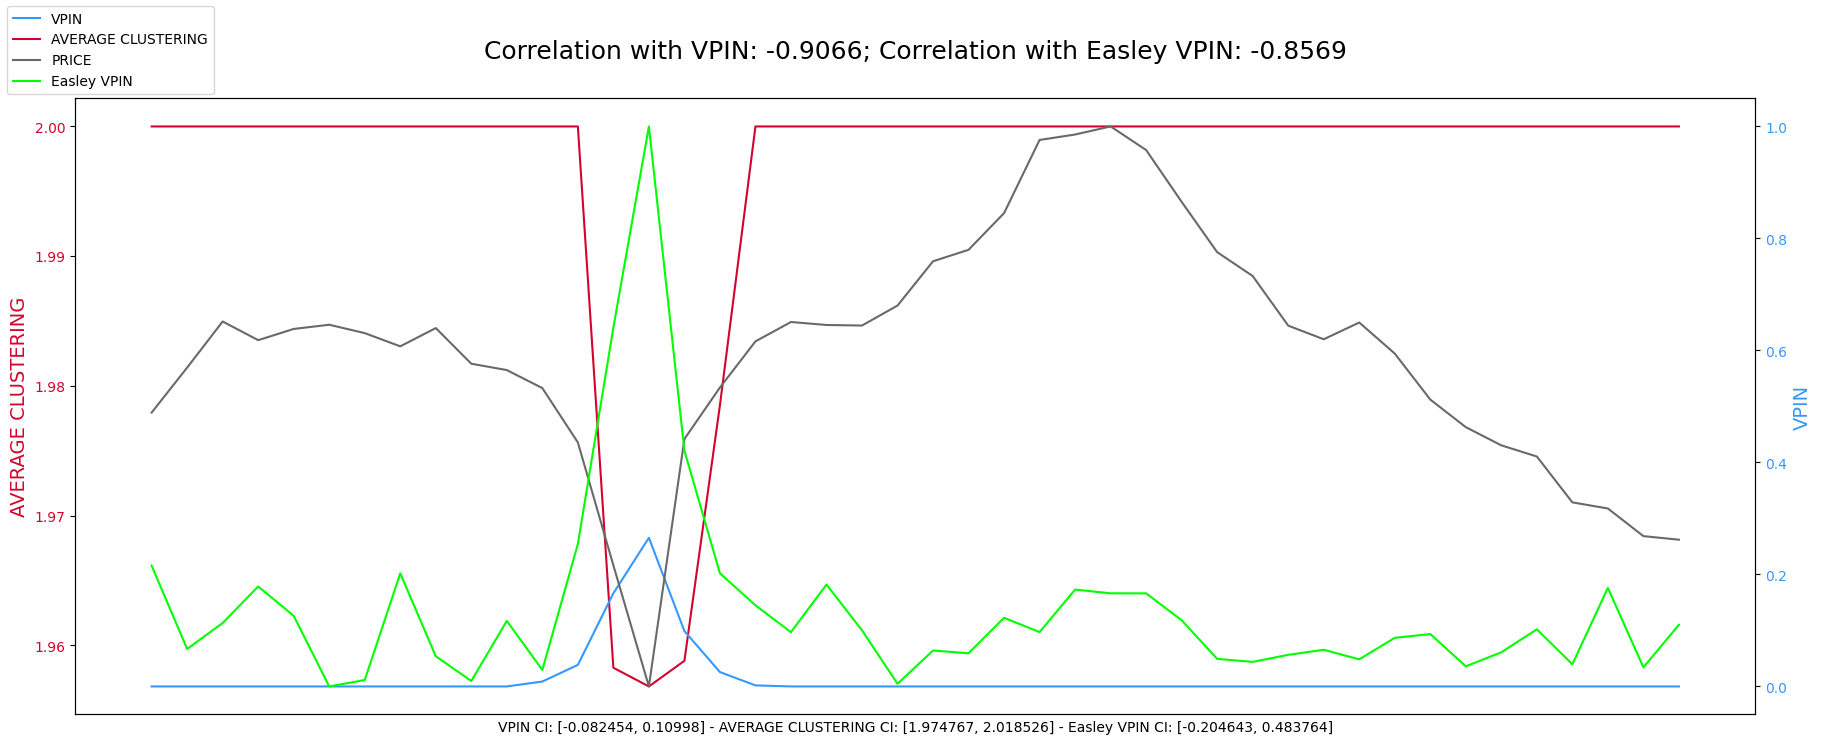 VPIN
AVERAGE CLUSTERING
PRICE
Easley VPIN
Correlation with VPIN: -0.9066; Correlation with Easley VPIN: -0.8569
AVERAGE CLUSTERING
2.00
1.99
1.98
1.97
1.96
1.0
0.8
0.6
0.4
0.2
0.0
VPIN
VPIN CI: [-0.082454, 0.10998] - AVERAGE CLUSTERING CI: [1.974767, 2.018526] - Easley VPIN CI: [-0.204643, 0.483764]